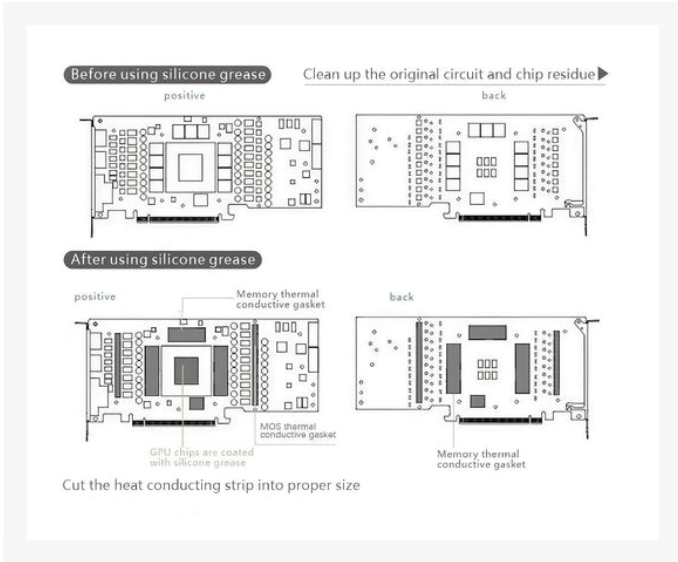 Before using silicone grease
Clean up the original circuit and chip residue
positive
back
After using silicone grease
positive
Memory thermal
conductive gasket
back
MOS thermal
conductive gasket
GPU chips are coated
with silicone grease
Memory thermal
conductive gasket
Cut the heat conducting strip into proper size